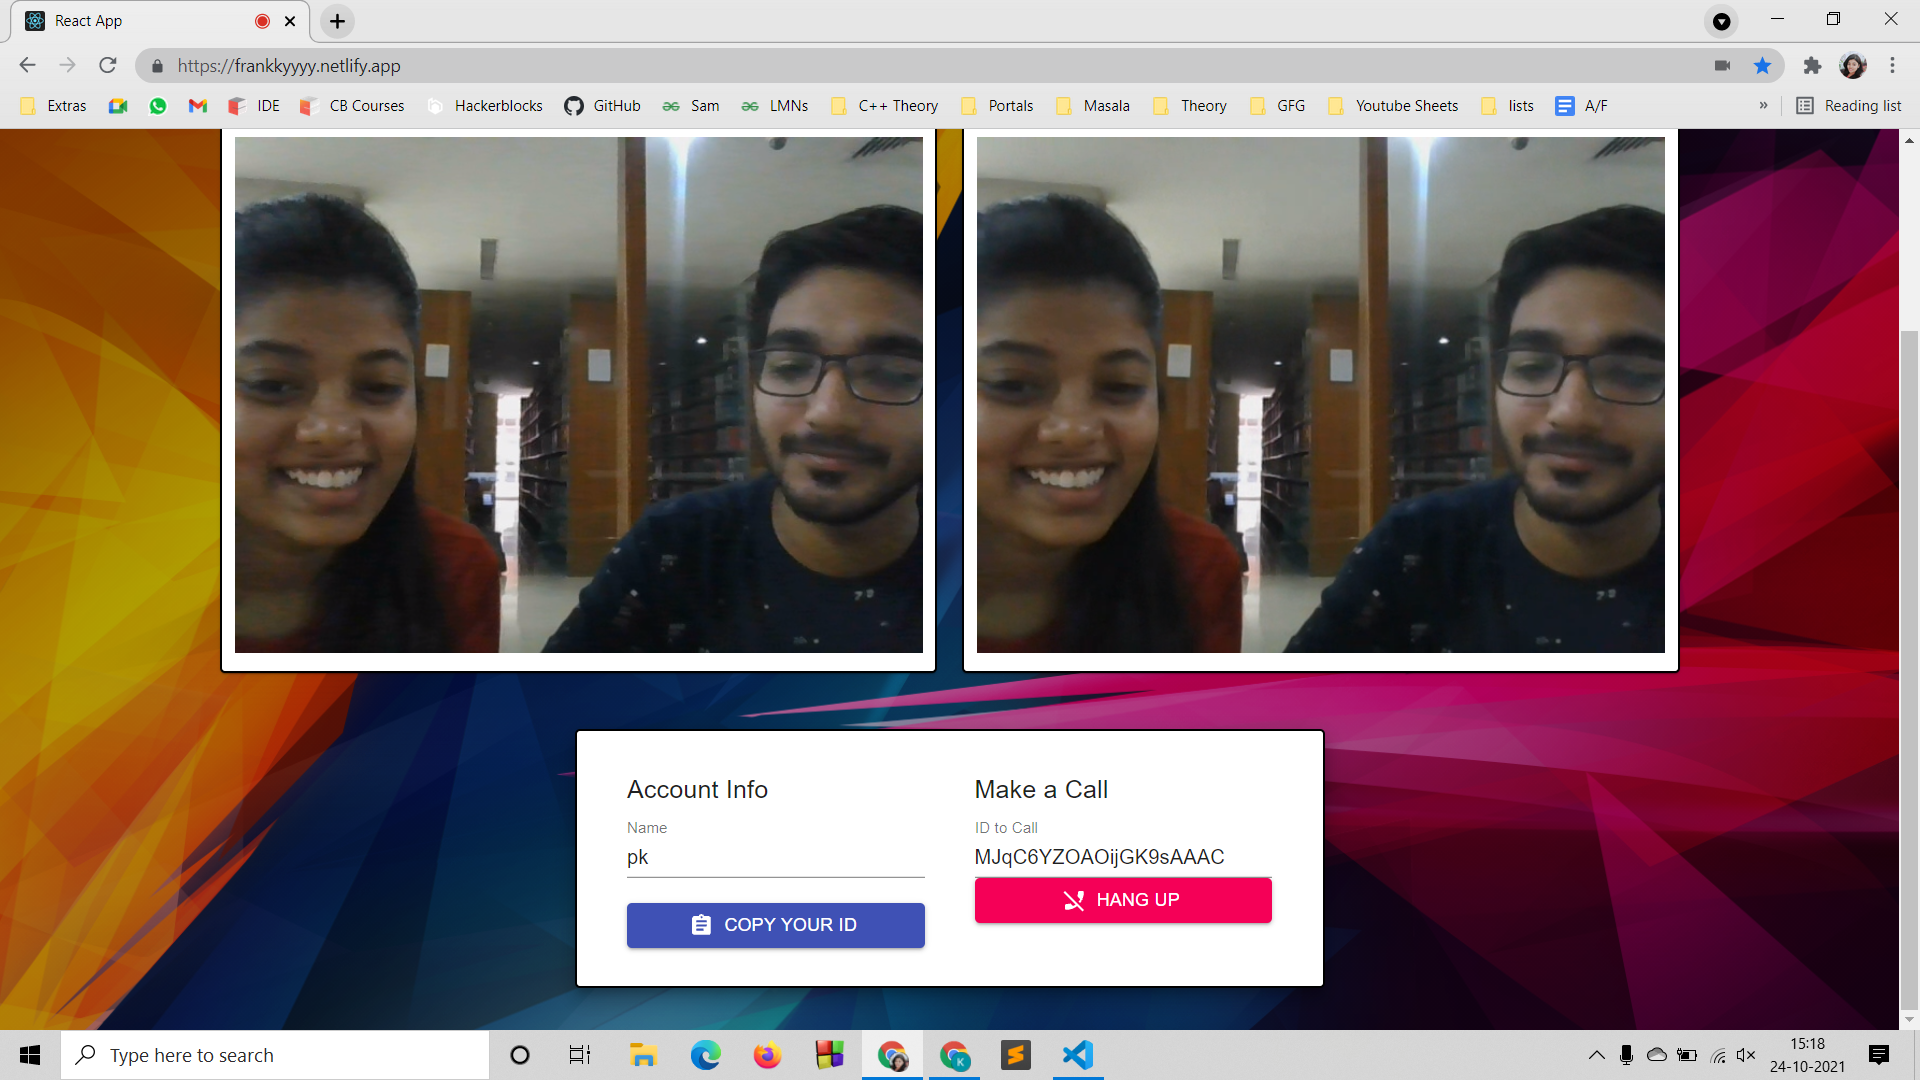 React App
https://frankkyyyy.netlify.app
Extras IDE CB Courses Hackerblocks GitHub Sam LMNs C++ Theory Portals Masala Theory GFG Youtube Sheets lists A/F » Reading list
Account Info
Name
pk
COPY YOUR ID
Make a Call
ID to Call
MJqC6YZOAOijGK9sAAAC
HANG UP
Type here to search
K
15:18
24-10-2021